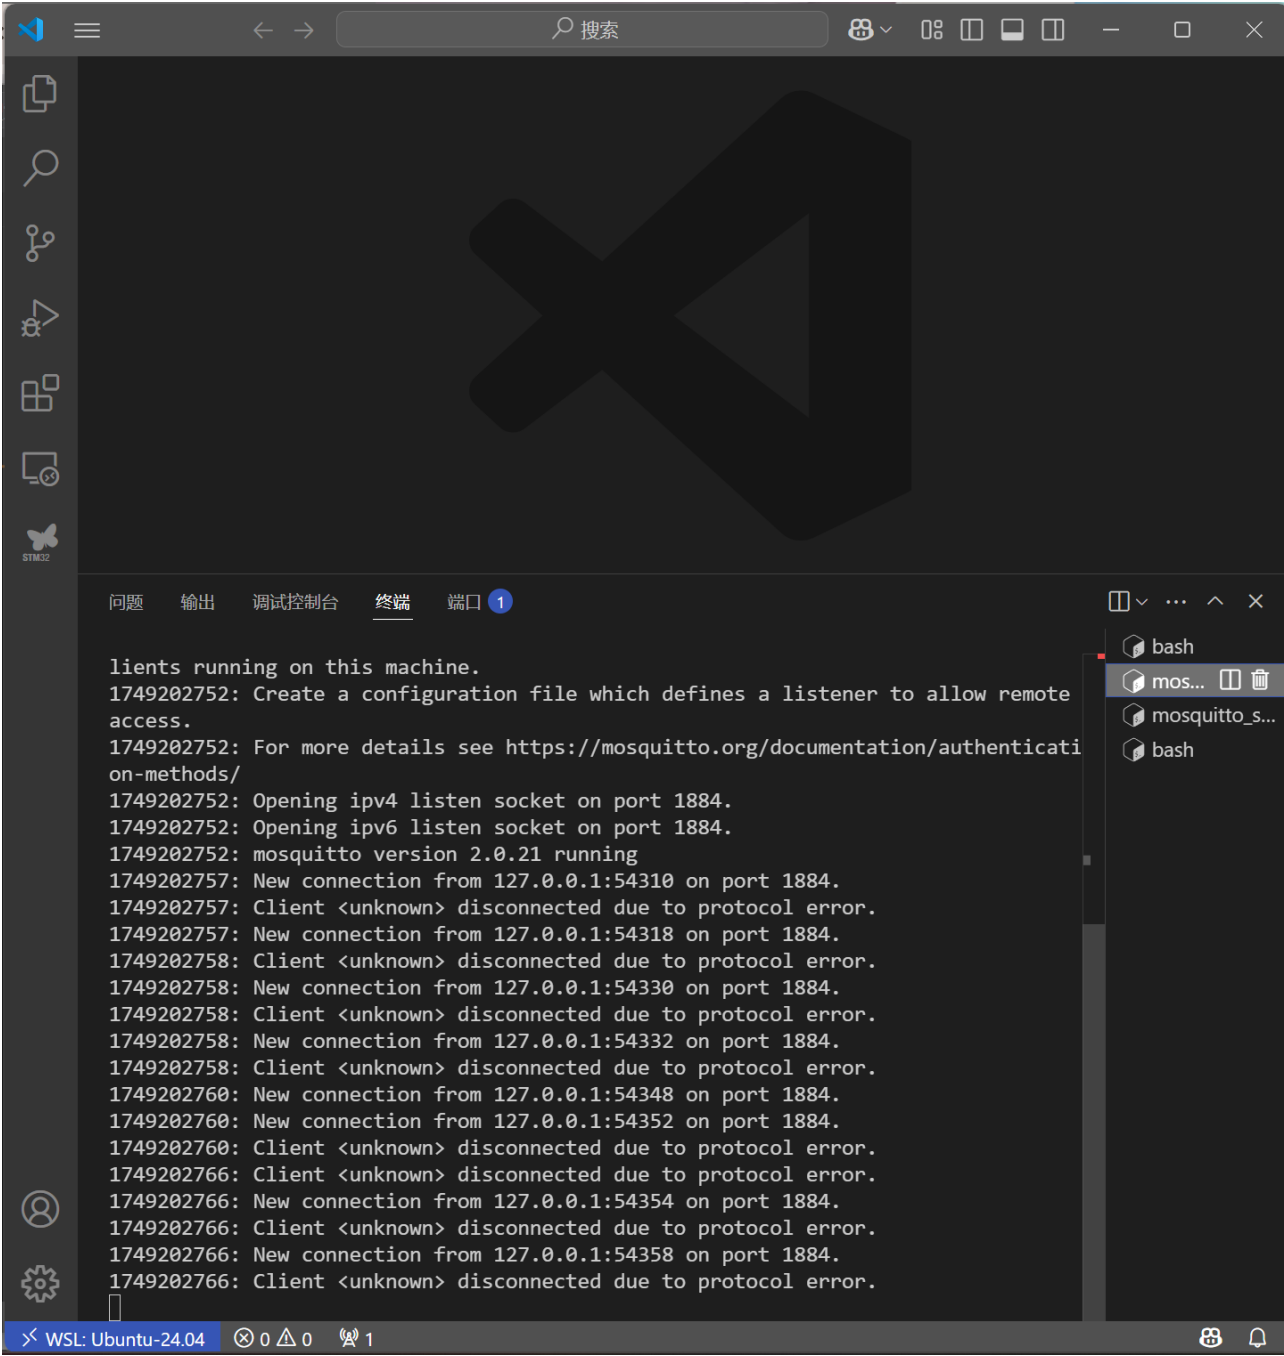 搜索
STM32
问题 输出 调试控制台 终端 端口 1
lients running on this machine.
1749202752: Create a configuration file which defines a listener to allow remote
access.
1749202752: For more details see https://mosquitto.org/documentation/authenticati
on-methods/
1749202752: Opening ipv4 listen socket on port 1884.
1749202752: Opening ipv6 listen socket on port 1884.
1749202752: mosquitto version 2.0.21 running
1749202757: New connection from 127.0.0.1:54310 on port 1884.
1749202757: Client <unknown> disconnected due to protocol error.
1749202757: New connection from 127.0.0.1:54318 on port 1884.
1749202758: Client <unknown> disconnected due to protocol error.
1749202758: New connection from 127.0.0.1:54330 on port 1884.
1749202758: Client <unknown> disconnected due to protocol error.
1749202758: New connection from 127.0.0.1:54332 on port 1884.
1749202758: Client <unknown> disconnected due to protocol error.
1749202760: New connection from 127.0.0.1:54348 on port 1884.
1749202760: New connection from 127.0.0.1:54352 on port 1884.
1749202760: Client <unknown> disconnected due to protocol error.
1749202766: Client <unknown> disconnected due to protocol error.
1749202766: New connection from 127.0.0.1:54354 on port 1884.
1749202766: Client <unknown> disconnected due to protocol error.
1749202766: New connection from 127.0.0.1:54358 on port 1884.
1749202766: Client <unknown> disconnected due to protocol error.
bash
mos...
mosquitto_s...
bash
WSL: Ubuntu-24.04 0 0 1